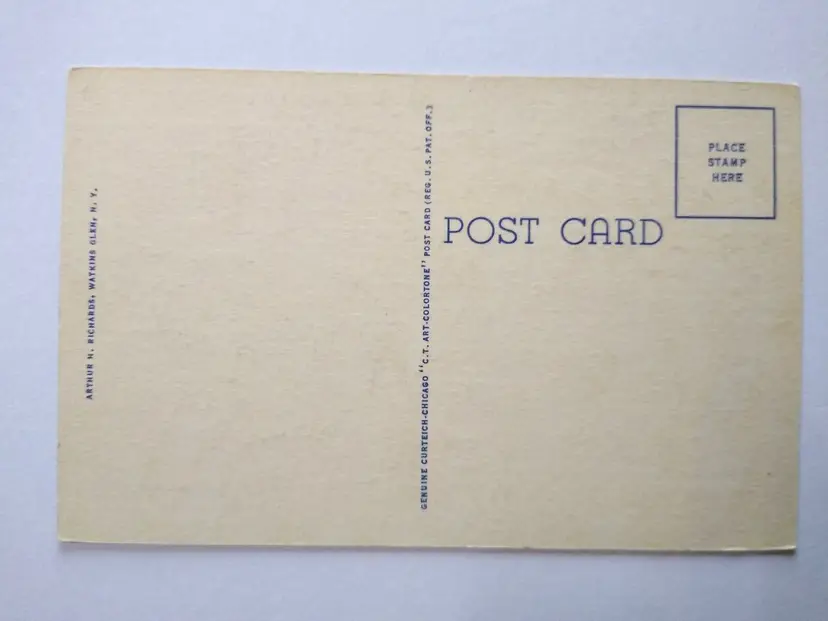 ARTHUR N. RICHARDS, WATKINS GLEN, N. Y.
GENUINE CURTEICH-CHICAGO "C.T. ART-COLORTONE" POST CARD (REG. U.S. PAT. OFF.)
POST CARD
PLACE
STAMP
HERE